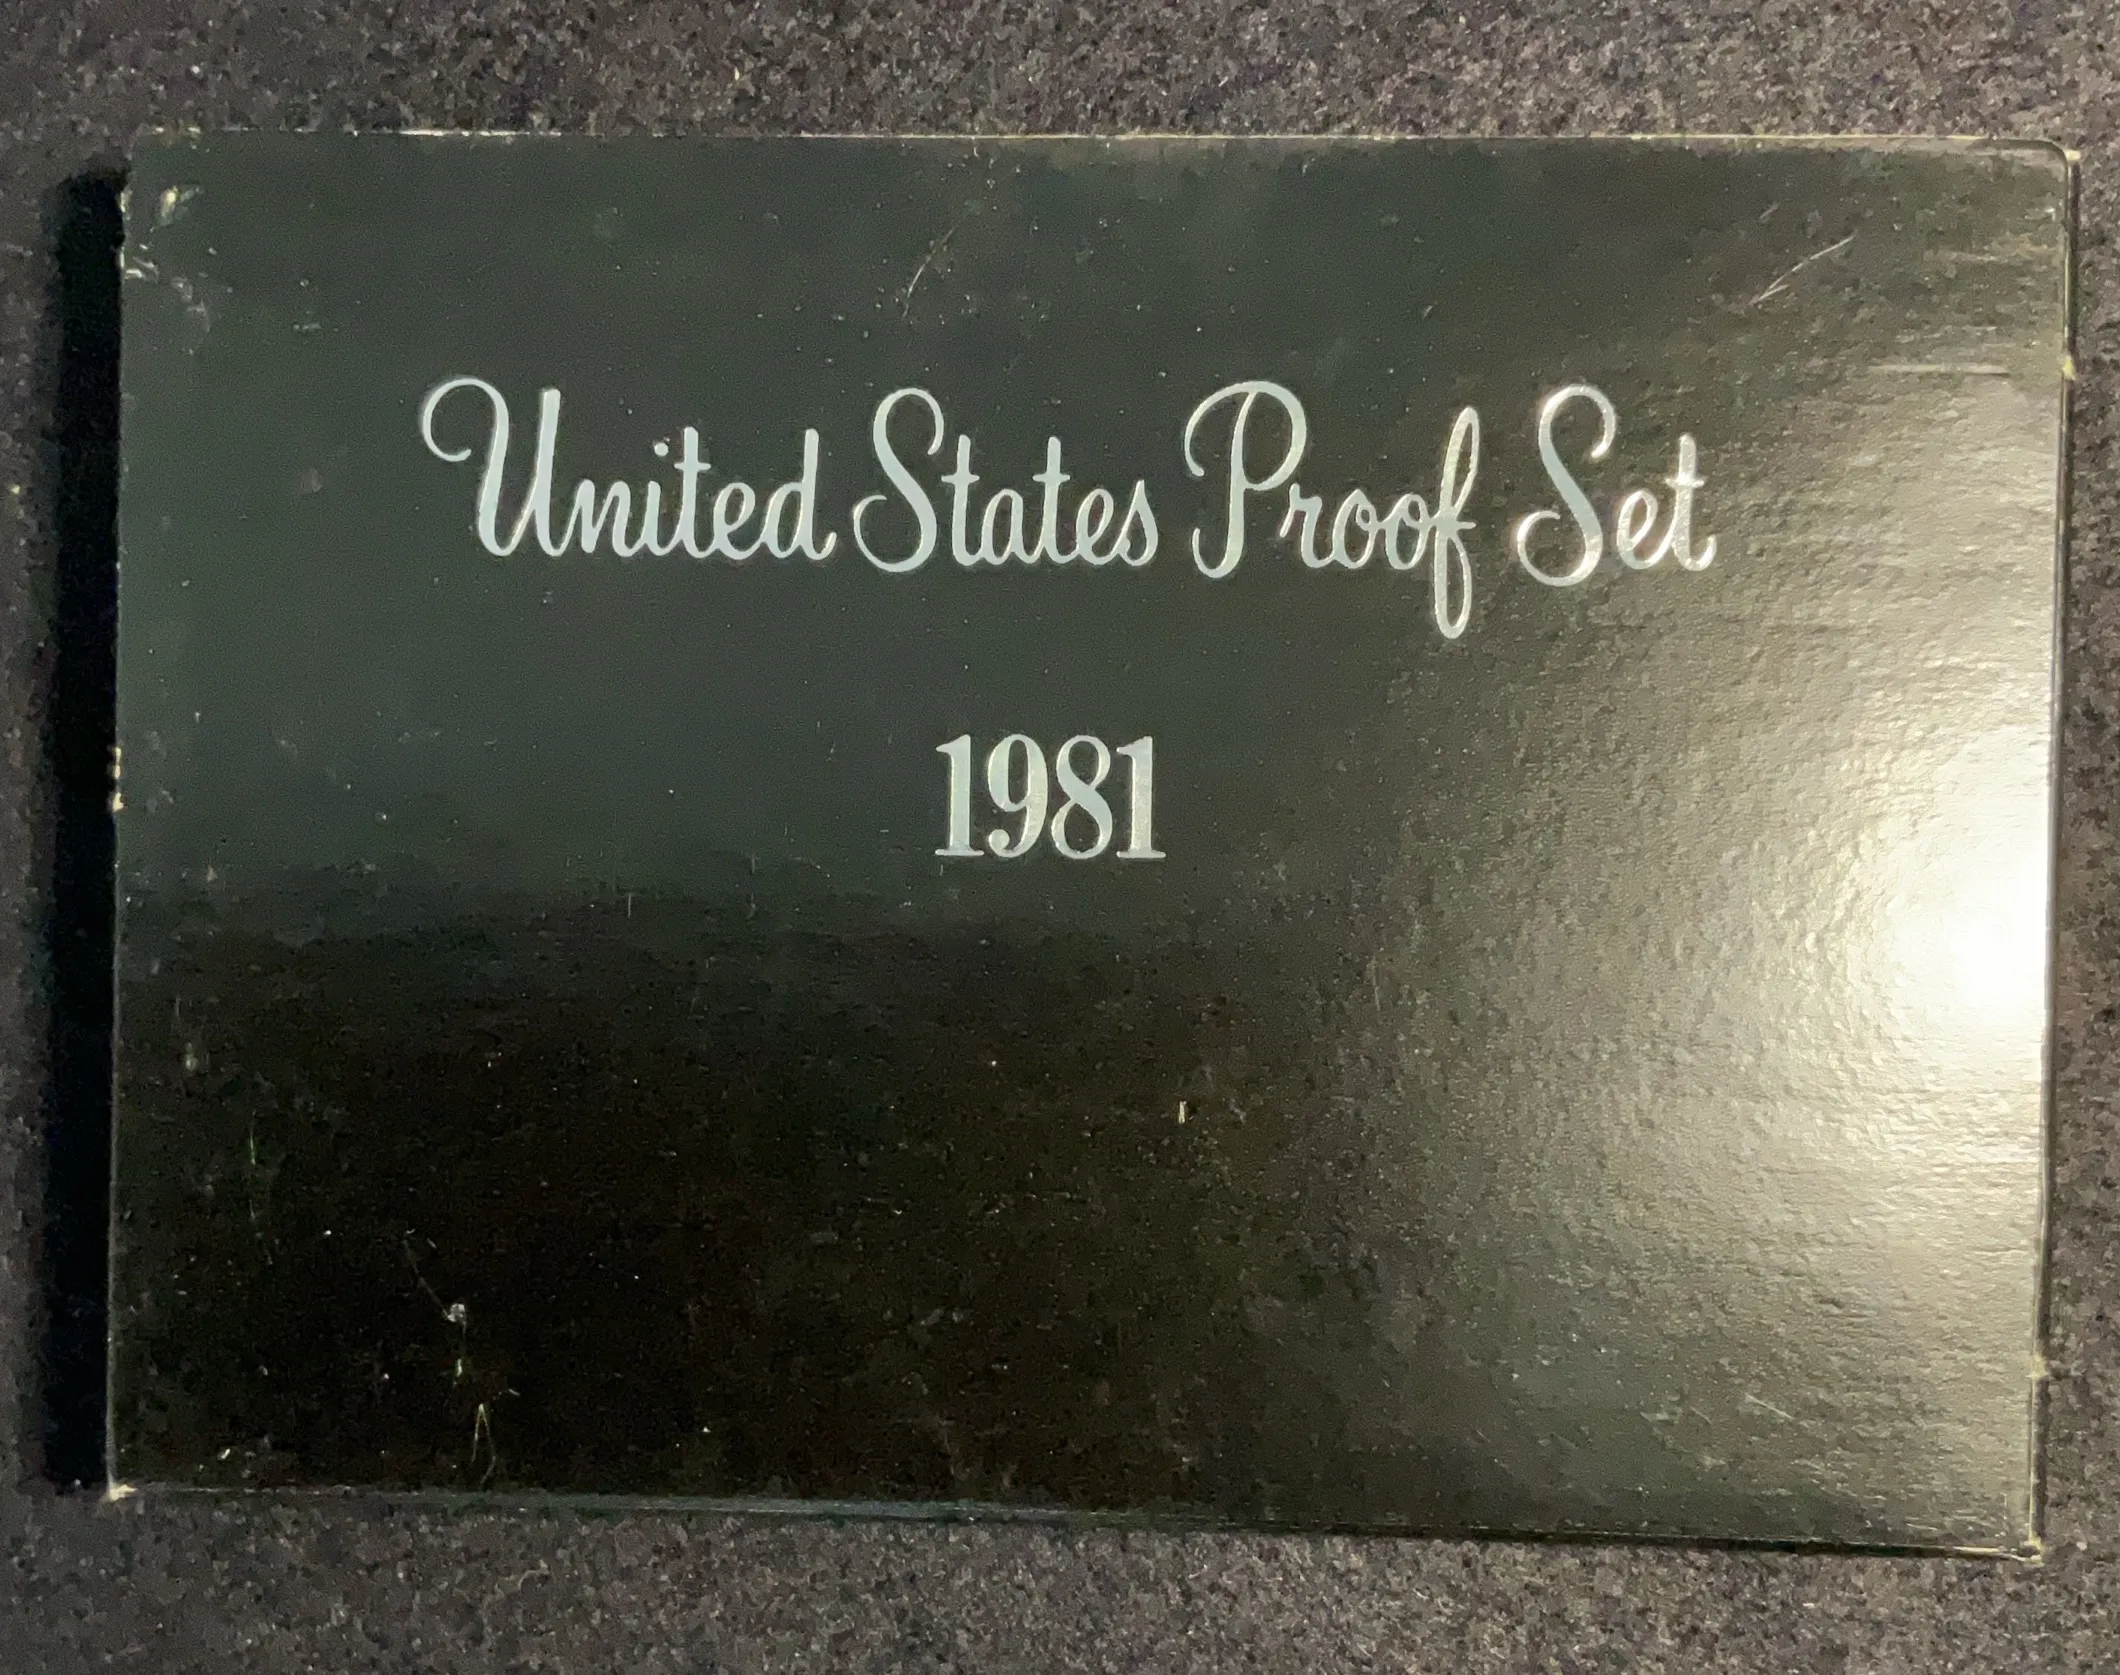 United States Proof Set
1981